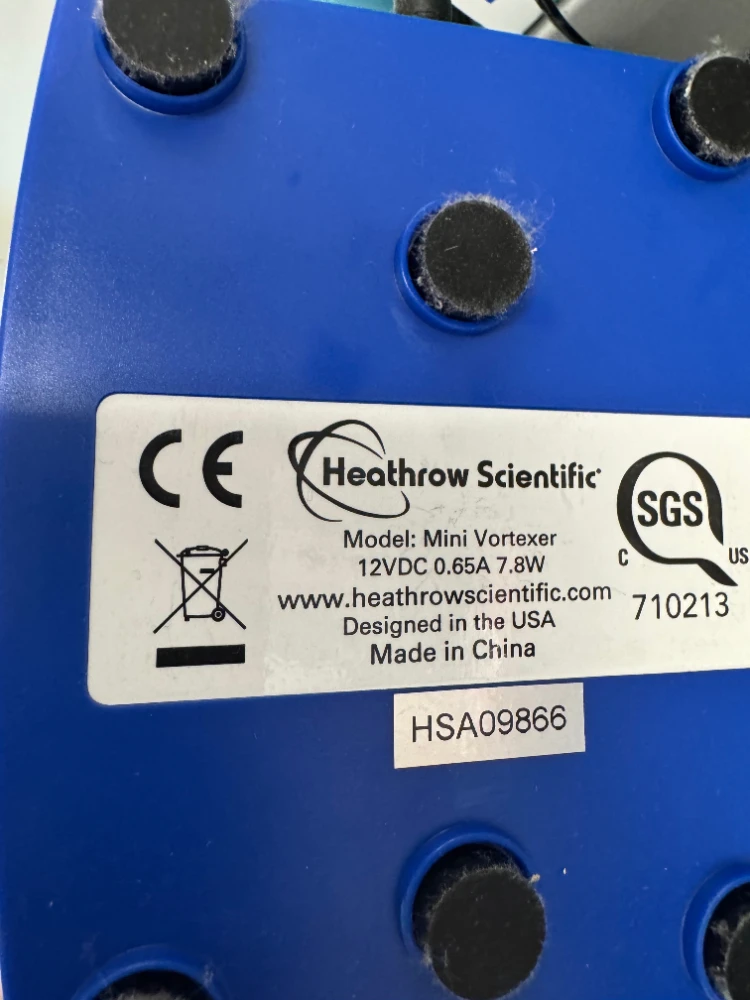 CE
Heathrow Scientific
SGS
C US
710213
Model: Mini Vortexer
12VDC 0.65A 7.8W
www.heathrowscientific.com
Designed in the USA
Made in China
HSA09866